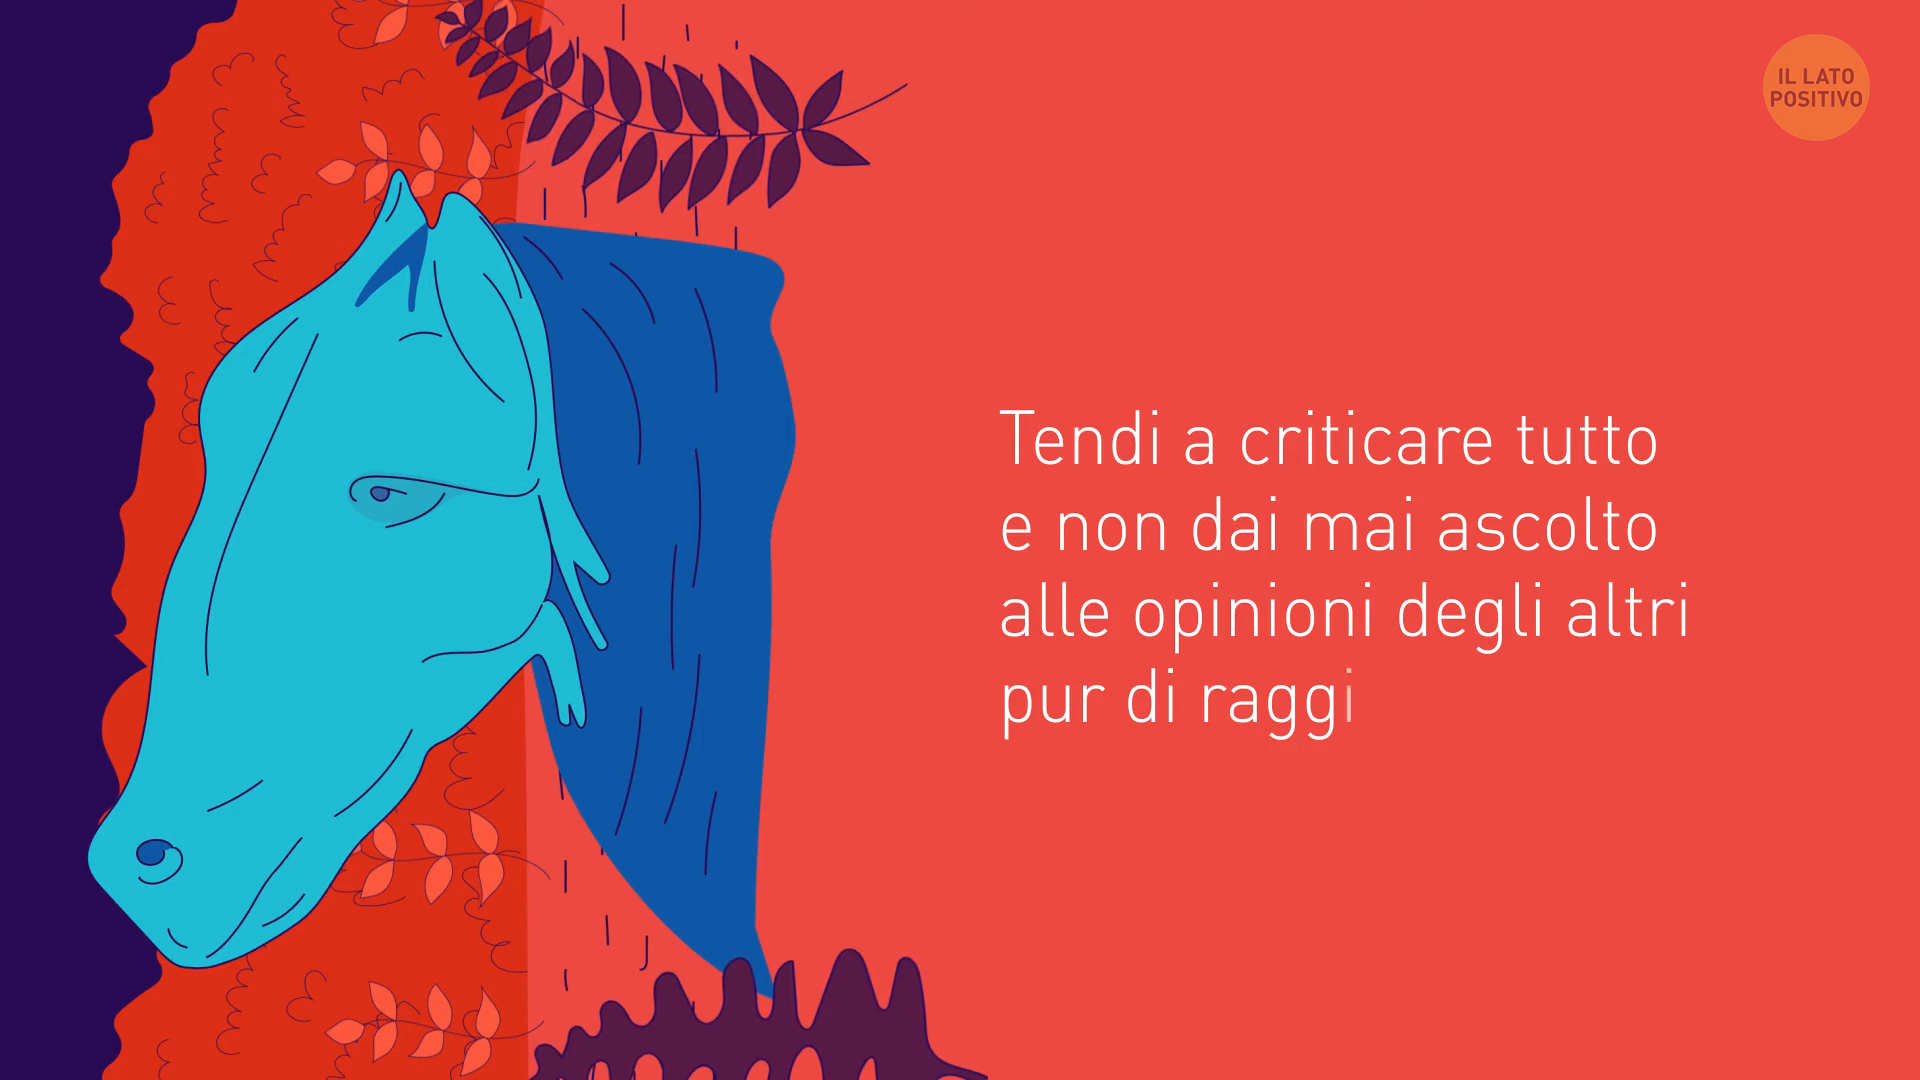 IL LATO
POSITIVO
Tendi a criticare tutto
e non dai mai ascolto
alle opinioni degli altri
pur di raggi